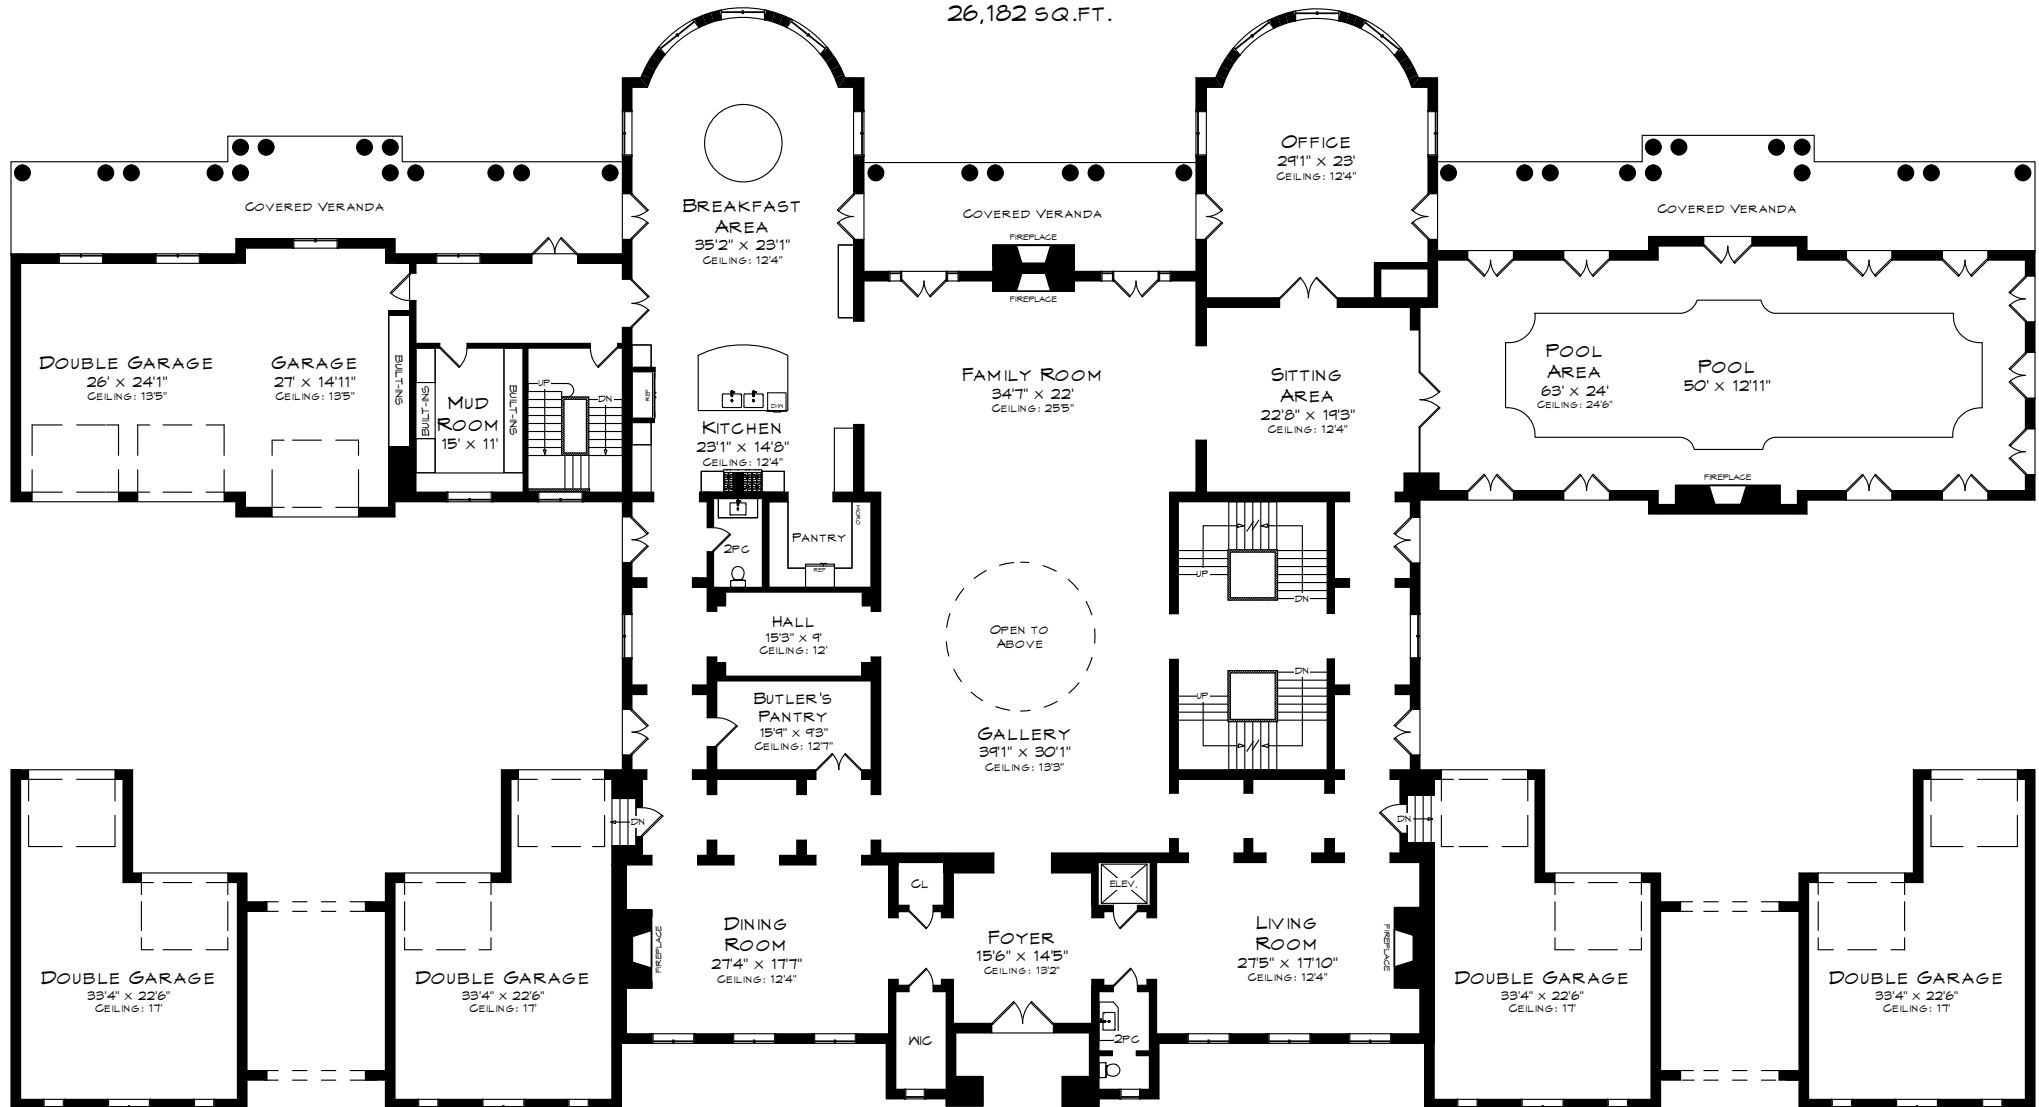 26,182 SQ.FT.
COVERED VERANDA
BREAKFAST
AREA
35'2" X 23'1"
CEILING: 12'4"
COVERED VERANDA
FIREPLACE
FIREPLACE
OFFICE
29'1" X 23'
CEILING: 12'4"
COVERED VERANDA
DOUBLE GARAGE
26' X 24'1"
CEILING: 13'5"
GARAGE
27' X 14'11"
CEILING: 13'5"
BUILT-INS
BUILT-INS
MUD
ROOM
15' X 11'
BUILT-INS
UP
DN
REF
D/W
KITCHEN
23'1" X 14'8"
CEILING: 12'4"
FAMILY ROOM
34'7" X 22'
CEILING: 25'5"
SITTING
AREA
22'8" X 19'3"
CEILING: 12'4"
POOL
AREA
63' X 24'
CEILING: 24'6"
POOL
50' X 12'11"
FIREPLACE
2PC
PANTRY
MICRO
REF
UP
DN
HALL
15'3" X 9'
CEILING: 12'
OPEN TO
ABOVE
BUTLER'S
PANTRY
15'9" X 9'3"
CEILING: 12'7"
GALLERY
39'1" X 30'1"
CEILING: 13'3"
DN
UP
DN
DN
CL
ELEV.
DINING
ROOM
27'4" X 17'7"
CEILING: 12'4"
FIREPLACE
FOYER
15'6" X 14'5"
CEILING: 13'2"
LIVING
ROOM
27'5" X 17'10"
CEILING: 12'4"
FIREPLACE
DOUBLE GARAGE
33'4" X 22'6"
CEILING: 17'
DOUBLE GARAGE
33'4" X 22'6"
CEILING: 17'
DOUBLE GARAGE
33'4" X 22'6"
CEILING: 17'
DOUBLE GARAGE
33'4" X 22'6"
CEILING: 17'
WIC
2PC